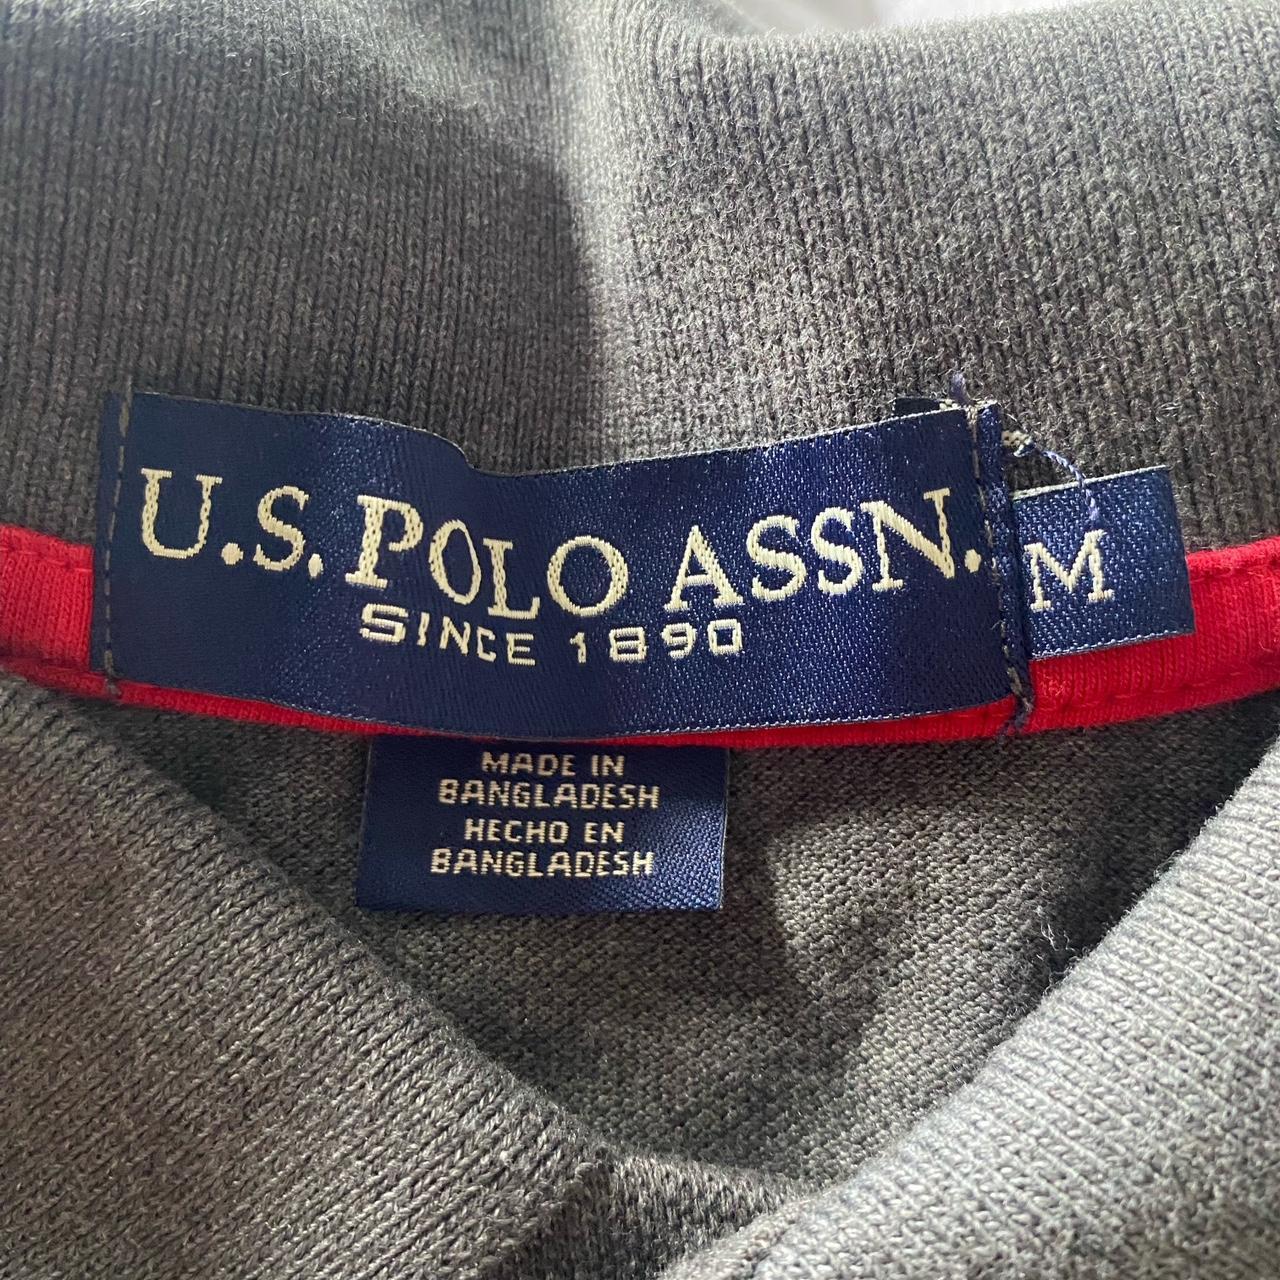 U.S. POLO ASSN.
SINCE 1890
M
MADE IN
BANGLADESH
HECHO EN
BANGLADESH